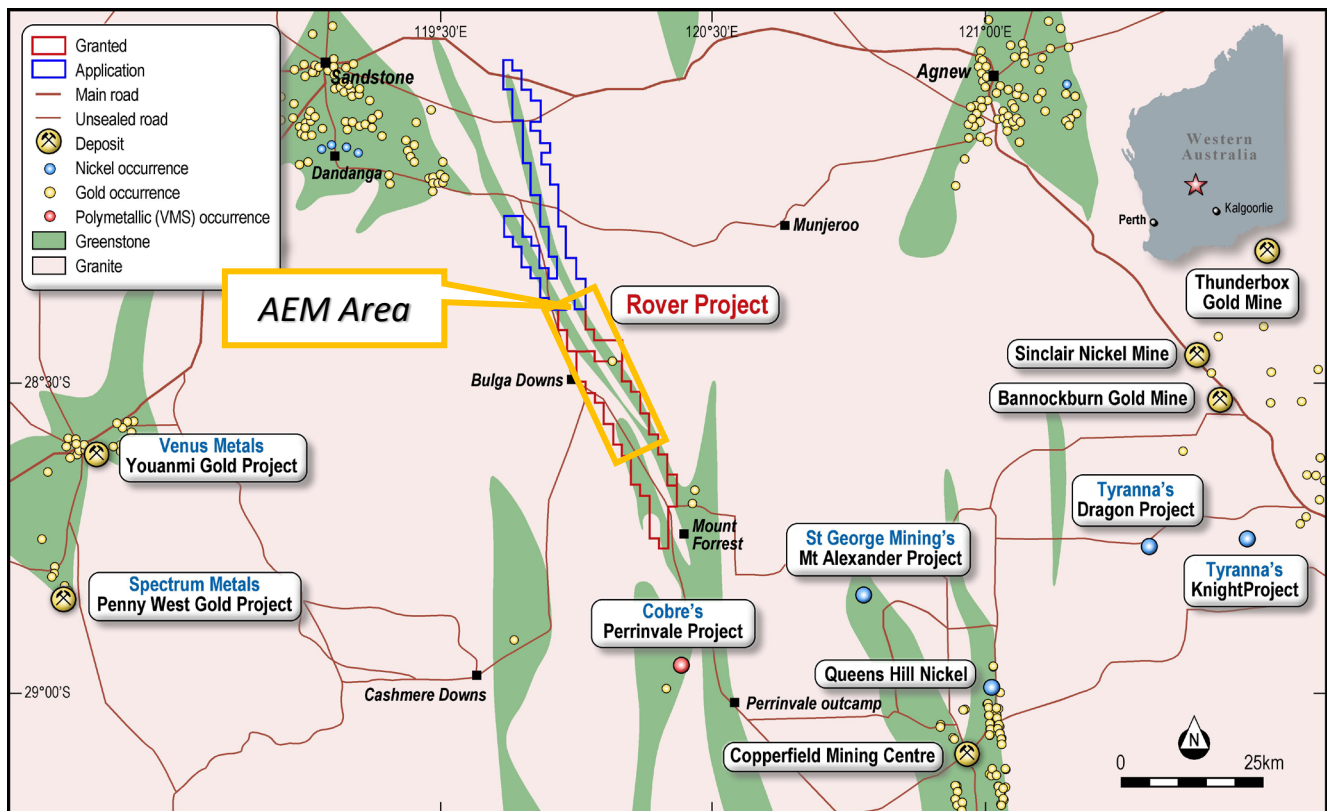 119°30'E
120°30'E
121°00'E
Granted
Application
Main road
Unsealed road
Deposit
Nickel occurrence
Gold occurrence
Polymetallic (VMS) occurrence
Greenstone
Granite
Sandstone
Dandanga
Agnew
Munjeroo
Western
Australia
Perth
Kalgoorlie
Thunderbox
Gold Mine
AEM Area
Rover Project
Sinclair Nickel Mine
Bulga Downs
28°30'S
Bannockburn Gold Mine
Venus Metals
Youanmi Gold Project
Tyranna's
Dragon Project
Mount
Forrest
St George Mining's
Mt Alexander Project
Tyranna's
KnightProject
Spectrum Metals
Penny West Gold Project
Cobre's
Perrinvale Project
Queens Hill Nickel
29°00'S
Cashmere Downs
Perrinvale outcamp
Copperfield Mining Centre
N
0
25km